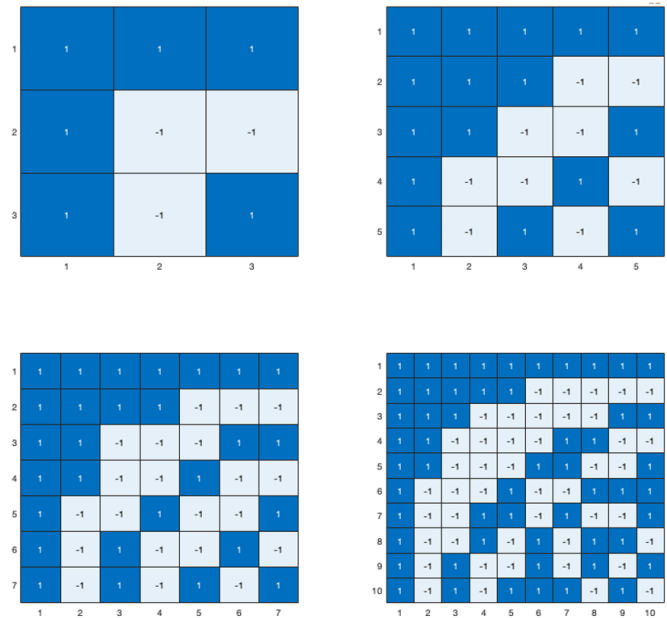 1 1 1 1
2 1 -1 -1
3 1 -1 1
1 2 3
1 1 1 1 1 1
2 1 1 1 -1 -1
3 1 1 -1 -1 1
4 1 -1 -1 1 -1
5 1 -1 1 -1 1
1 2 3 4 5
1 1 1 1 1 1 1 1
2 1 1 1 1 -1 -1 -1
3 1 1 -1 -1 -1 1 1
4 1 1 -1 -1 1 -1 -1
5 1 -1 -1 1 -1 -1 1
6 1 -1 1 -1 -1 1 -1
7 1 -1 1 -1 1 -1 1
1 2 3 4 5 6 7
1 1 1 1 1 1 1 1 1 1 1
2 1 1 1 1 1 -1 -1 -1 -1 -1
3 1 1 1 -1 -1 -1 -1 -1 1 1
4 1 1 -1 -1 -1 -1 1 1 -1 -1
5 1 1 -1 -1 -1 1 1 -1 -1 1
6 1 -1 -1 -1 1 -1 -1 1 1 1
7 1 -1 -1 1 1 -1 1 -1 -1 1
8 1 -1 -1 1 -1 1 -1 1 1 -1
9 1 -1 1 -1 -1 1 -1 1 -1 1
10 1 -1 1 -1 1 1 1 -1 1 -1
1 2 3 4 5 6 7 8 9 10